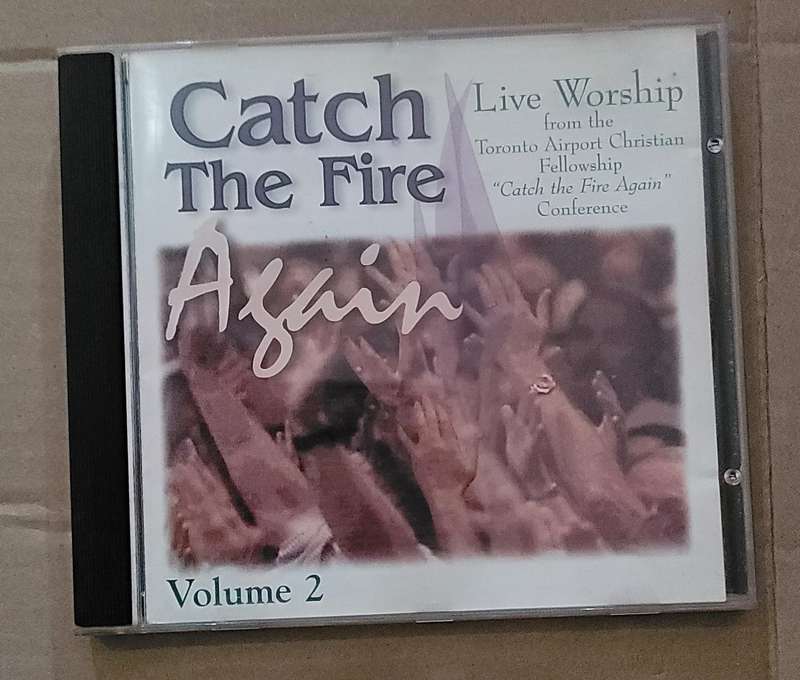 Catch
The Fire
Again
Live Worship
from the
Toronto Airport Christian
Fellowship
“Catch the Fire Again”
Conference
Volume 2